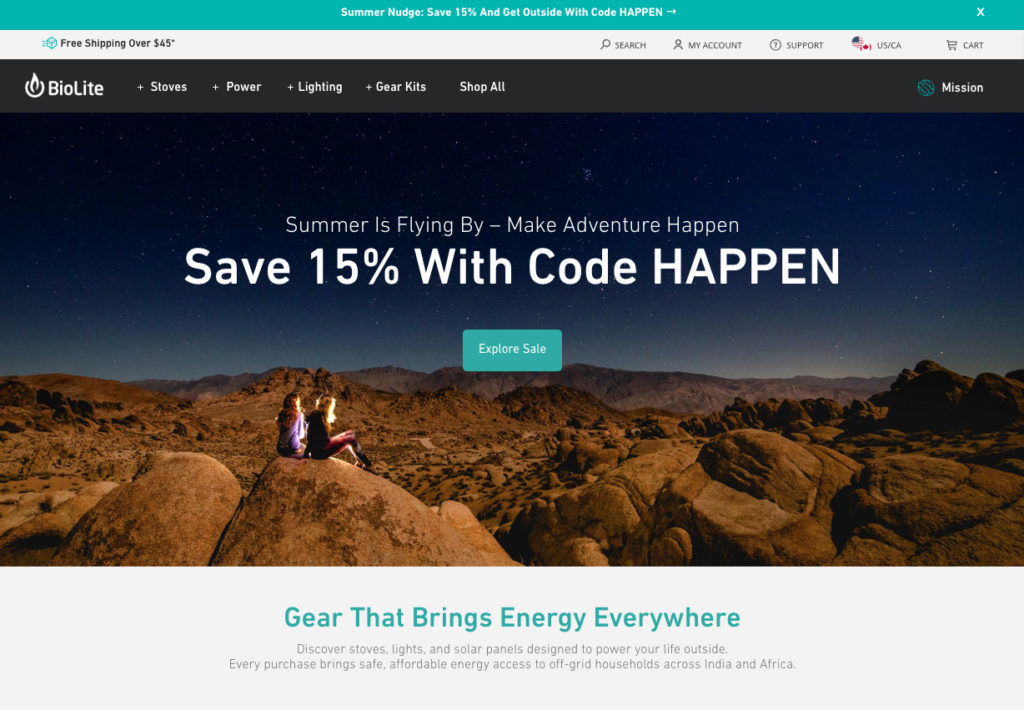 Summer Nudge: Save 15% And Get Outside With Code HAPPEN →
X
Free Shipping Over $45*
SEARCH
MY ACCOUNT
SUPPORT
US/CA
CART
BioLite
+ Stoves
+ Power
+ Lighting
+ Gear Kits
Shop All
Mission
Summer Is Flying By – Make Adventure Happen
Save 15% With Code HAPPEN
Explore Sale
Gear That Brings Energy Everywhere
Discover stoves, lights, and solar panels designed to power your life outside.
Every purchase brings safe, affordable energy access to off-grid households across India and Africa.